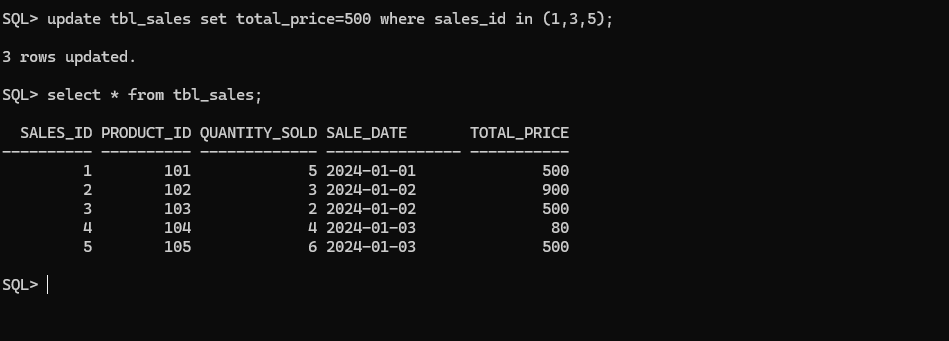 SQL> update tbl_sales set total_price=500 where sales_id in (1,3,5);
3 rows updated.
SQL> select * from tbl_sales;
  SALES_ID PRODUCT_ID QUANTITY_SOLD SALE_DATE       TOTAL_PRICE
---------- ---------- ------------- --------------- -----------
         1        101             5 2024-01-01              500
         2        102             3 2024-01-02              900
         3        103             2 2024-01-02              500
         4        104             4 2024-01-03               80
         5        105             6 2024-01-03              500
SQL>